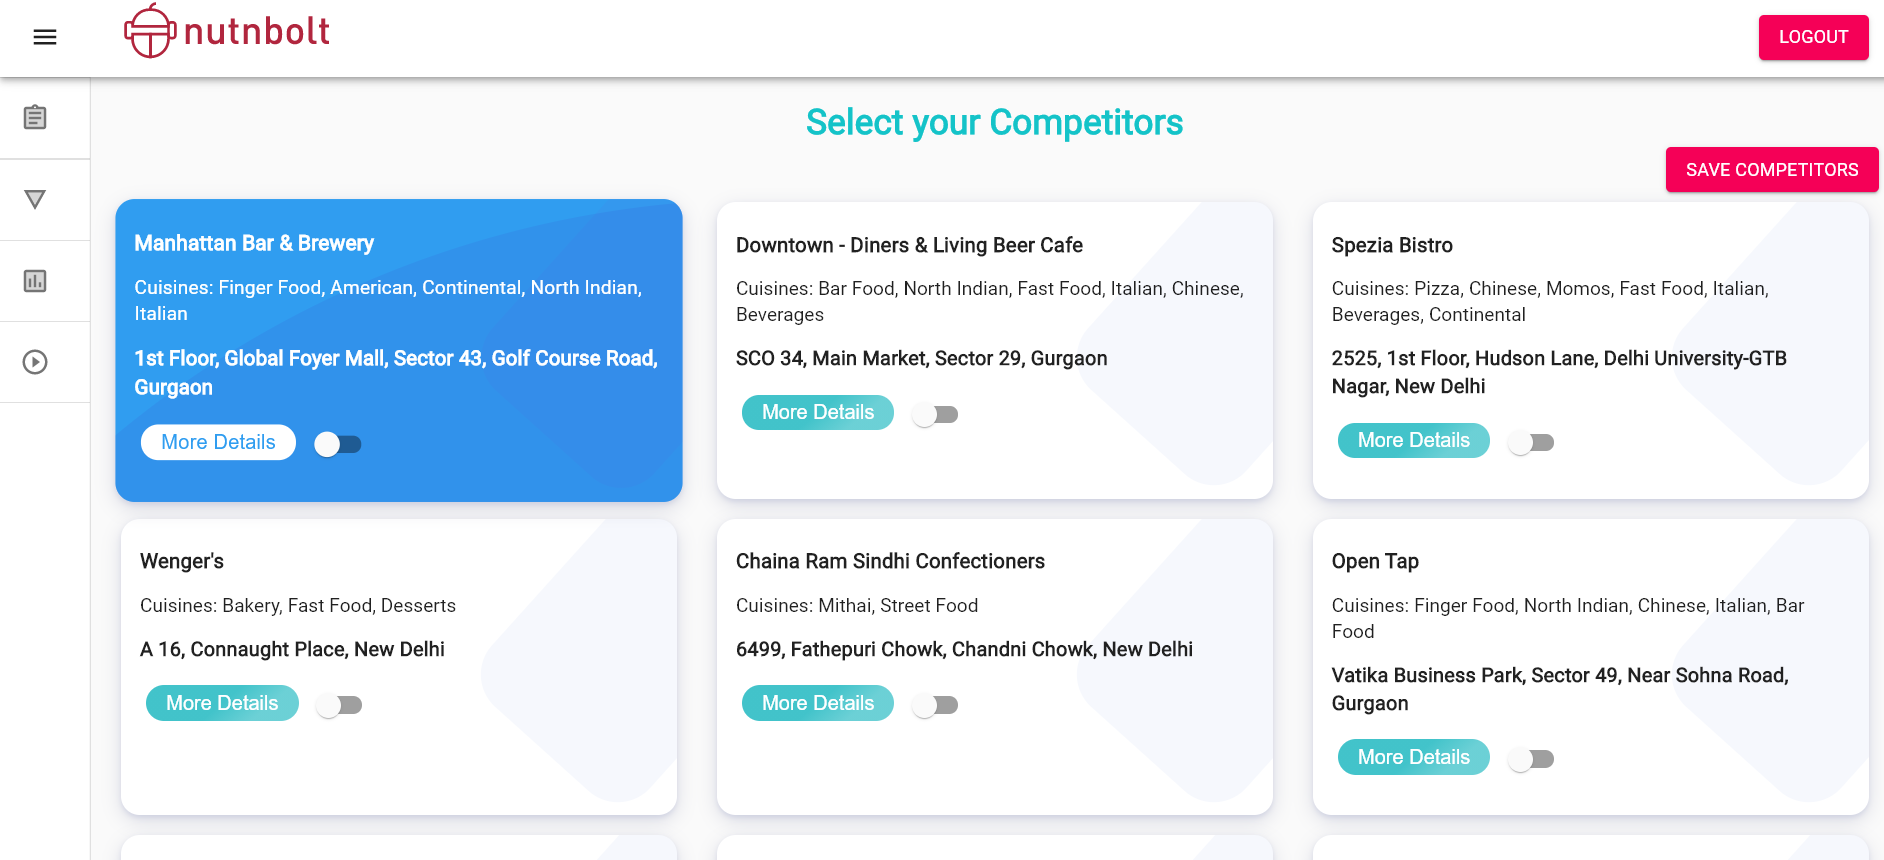 nutnbolt
LOGOUT
Select your Competitors
SAVE COMPETITORS
Manhattan Bar & Brewery
Cuisines: Finger Food, American, Continental, North Indian,
Italian
1st Floor, Global Foyer Mall, Sector 43, Golf Course Road,
Gurgaon
More Details
Downtown - Diners & Living Beer Cafe
Cuisines: Bar Food, North Indian, Fast Food, Italian, Chinese,
Beverages
SCO 34, Main Market, Sector 29, Gurgaon
More Details
Spezia Bistro
Cuisines: Pizza, Chinese, Momos, Fast Food, Italian,
Beverages, Continental
2525, 1st Floor, Hudson Lane, Delhi University-GTB
Nagar, New Delhi
More Details
Wenger's
Cuisines: Bakery, Fast Food, Desserts
A 16, Connaught Place, New Delhi
More Details
Chaina Ram Sindhi Confectioners
Cuisines: Mithai, Street Food
6499, Fathepuri Chowk, Chandni Chowk, New Delhi
More Details
Open Tap
Cuisines: Finger Food, North Indian, Chinese, Italian, Bar
Food
Vatika Business Park, Sector 49, Near Sohna Road,
Gurgaon
More Details